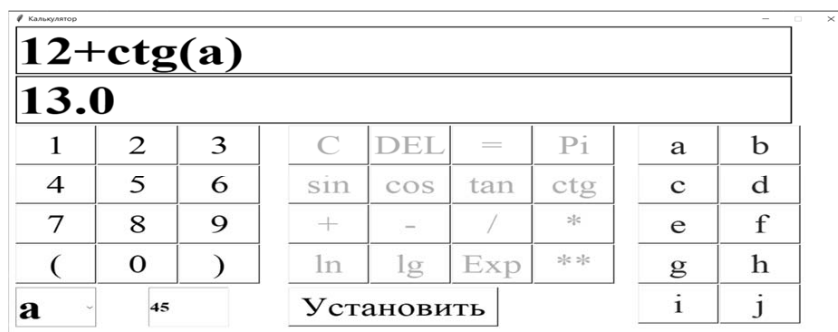 Калькулятор
12+ctg(a)
13.0
1 2 3 C DEL = Pi a b
4 5 6 sin cos tan ctg c d
7 8 9 + - / * e f
( 0 ) ln lg Exp ** g h
a 45 Установить i j